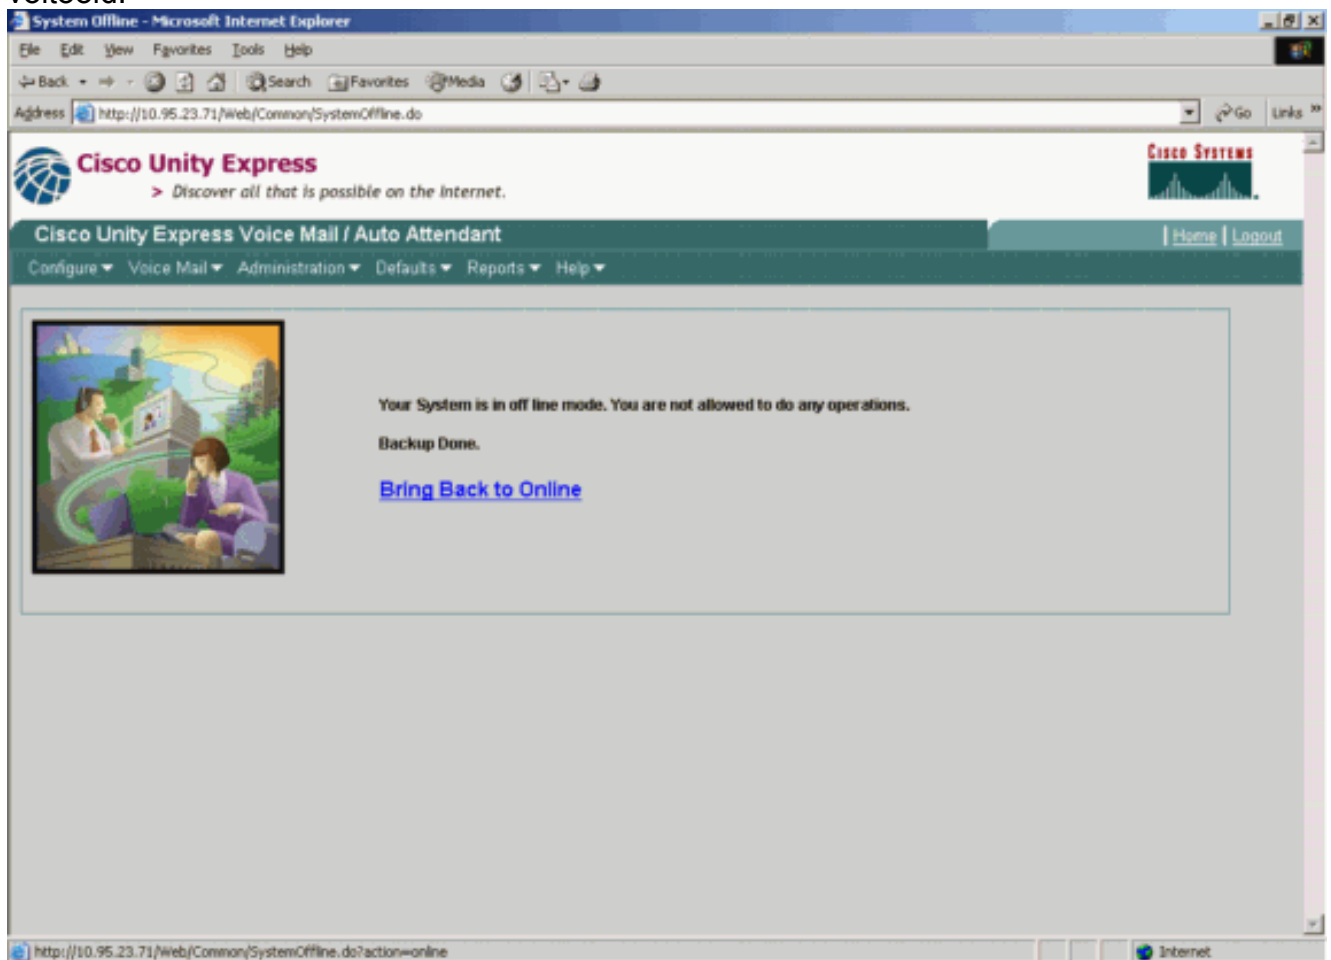 System Offline - Microsoft Internet Explorer
File Edit View Favorites Tools Help
Back Search Favorites Media
Address http://10.95.23.71/Web/Common/SystemOffline.do Go Links »
Cisco Unity Express
> Discover all that is possible on the Internet.
CISCO SYSTEMS
Cisco Unity Express Voice Mail / Auto Attendant
| Home | Logout
Configure Voice Mail Administration Defaults Reports Help
Your System is in off line mode. You are not allowed to do any operations.
Backup Done.
Bring Back to Online
http://10.95.23.71/Web/Common/SystemOffline.do?action=online Internet